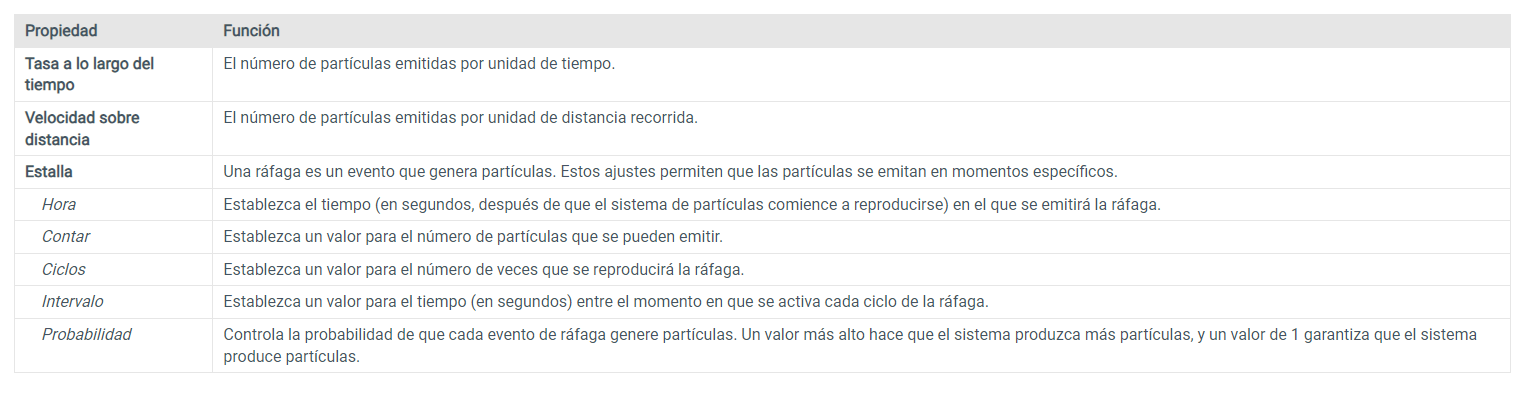 Propiedad Función
Tasa a lo largo del El número de partículas emitidas por unidad de tiempo.
tiempo
Velocidad sobre El número de partículas emitidas por unidad de distancia recorrida.
distancia
Estalla Una ráfaga es un evento que genera partículas. Estos ajustes permiten que las partículas se emitan en momentos específicos.
Hora Establezca el tiempo (en segundos, después de que el sistema de partículas comience a reproducirse) en el que se emitirá la ráfaga.
Contar Establezca un valor para el número de partículas que se pueden emitir.
Ciclos Establezca un valor para el número de veces que se reproducirá la ráfaga.
Intervalo Establezca un valor para el tiempo (en segundos) entre el momento en que se activa cada ciclo de la ráfaga.
Probabilidad Controla la probabilidad de que cada evento de ráfaga genere partículas. Un valor más alto hace que el sistema produzca más partículas, y un valor de 1 garantiza que el sistema
produce partículas.